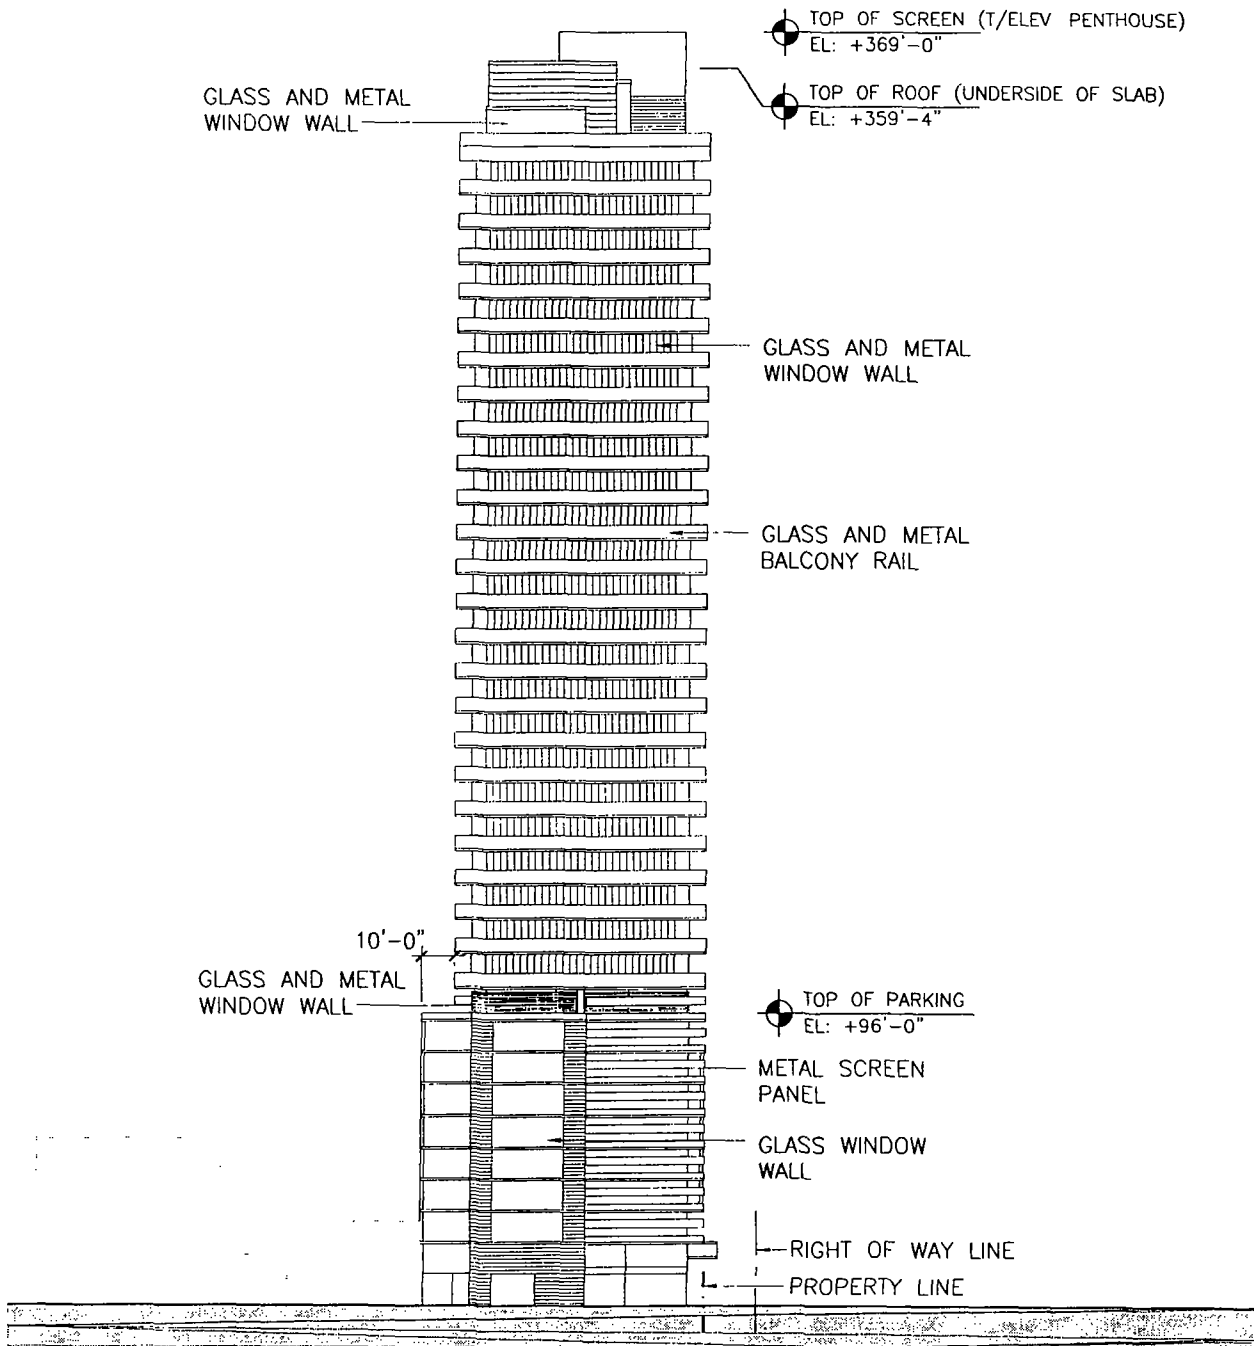 TOP OF SCREEN (T/ELEV PENTHOUSE)
EL: +369'-0"
TOP OF ROOF (UNDERSIDE OF SLAB)
EL: +359'-4"
GLASS AND METAL
WINDOW WALL
GLASS AND METAL
WINDOW WALL
GLASS AND METAL
BALCONY RAIL
10'-0"
GLASS AND METAL
WINDOW WALL
TOP OF PARKING
EL: +96'-0"
METAL SCREEN
PANEL
GLASS WINDOW
WALL
RIGHT OF WAY LINE
PROPERTY LINE